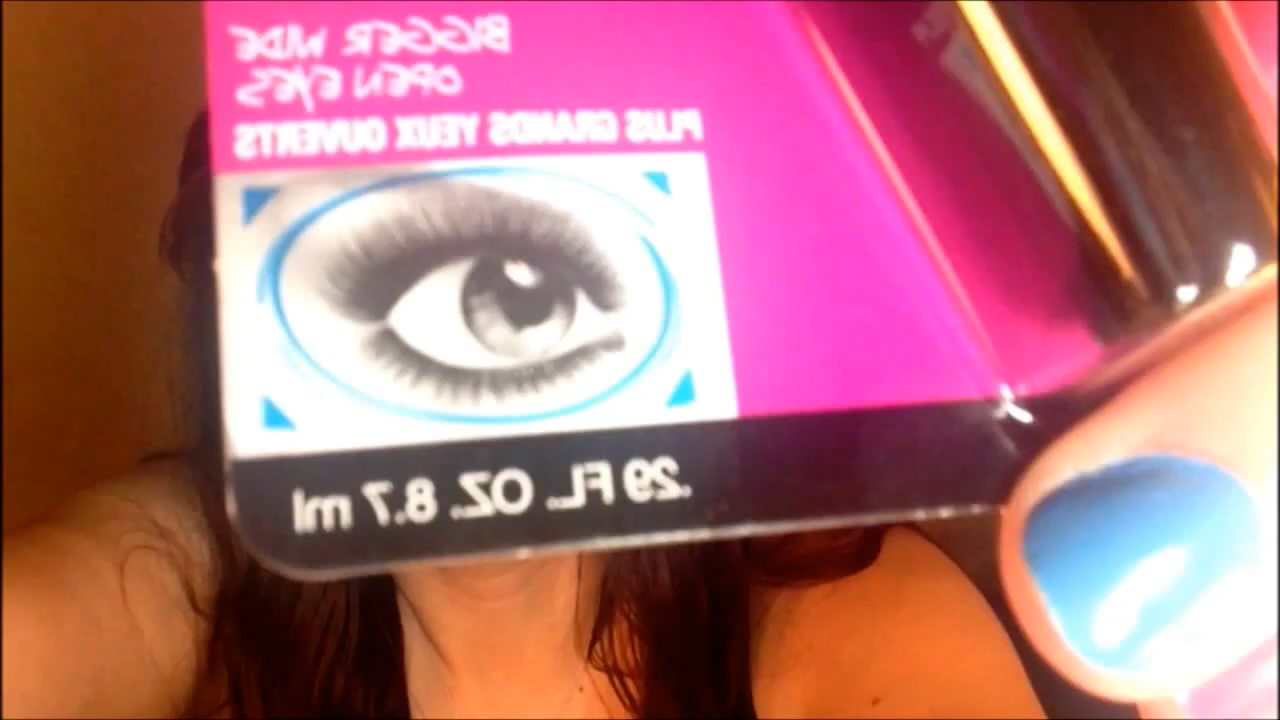 BIGGER WIDE
OPEN EYES
PLUS GRANDS YEUX OUVERTS
.29 FL. OZ. 8.7 ml